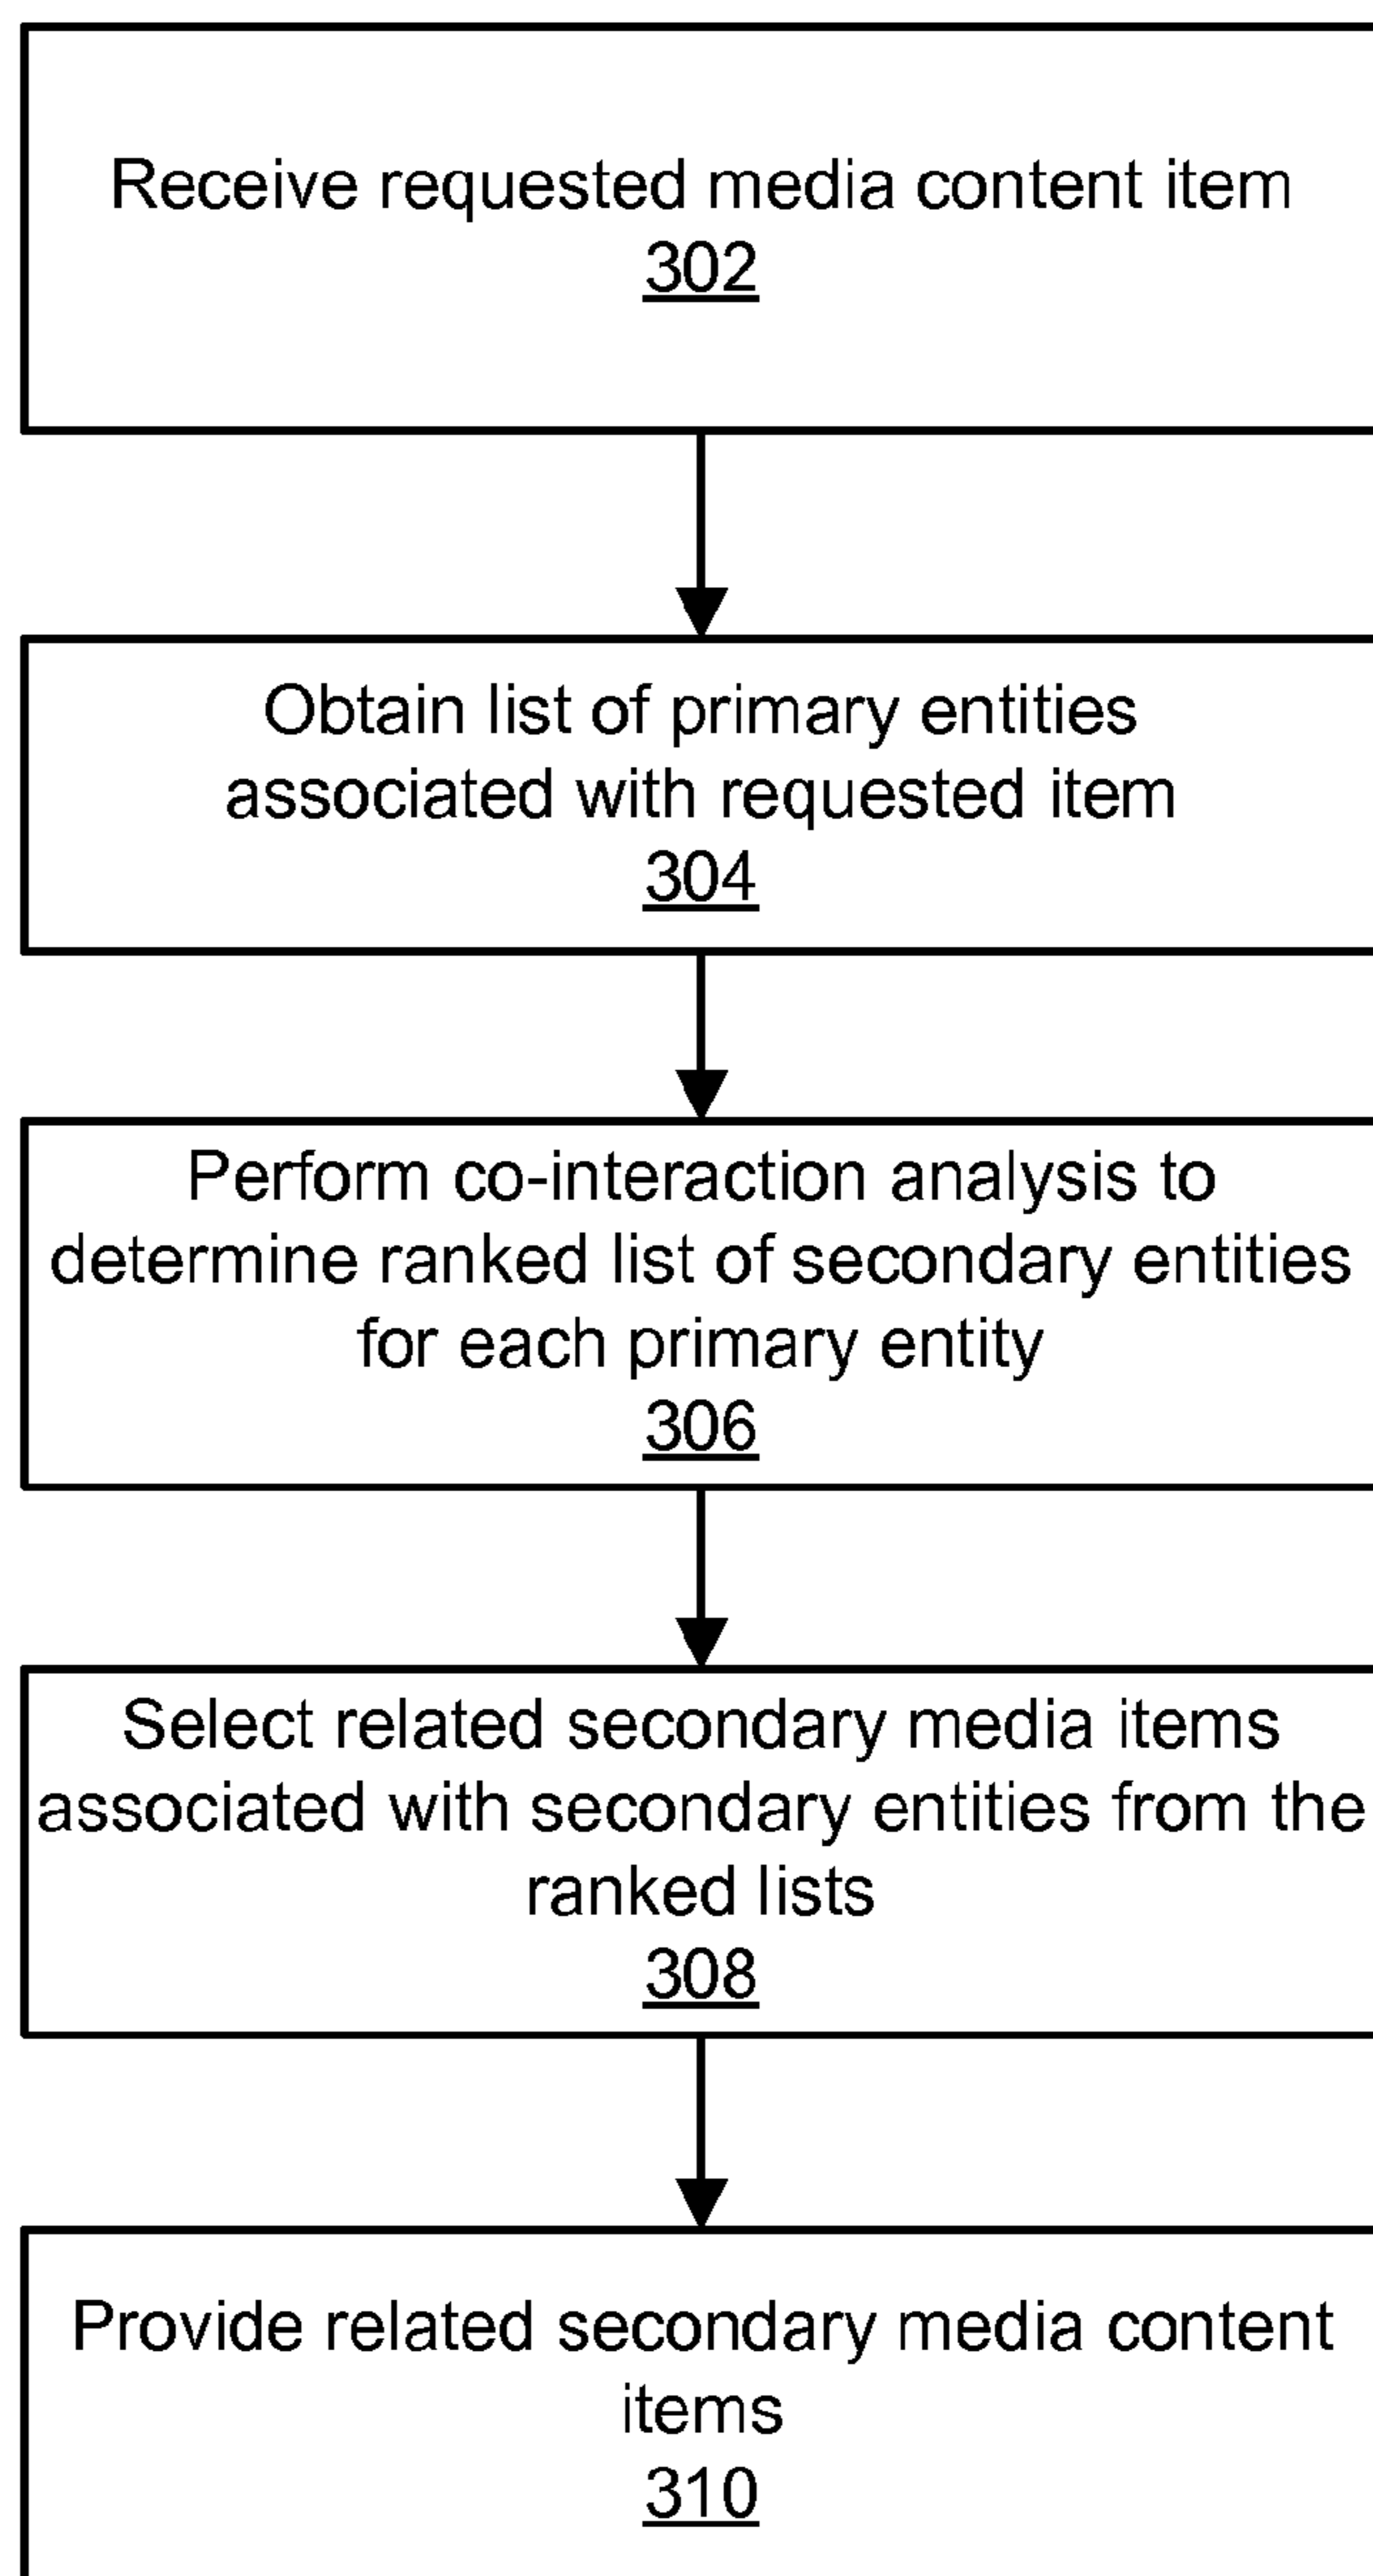 Receive requested media content item
302
Obtain list of primary entities
associated with requested item
304
Perform co-interaction analysis to
determine ranked list of secondary entities
for each primary entity
306
Select related secondary media items
associated with secondary entities from the
ranked lists
308
Provide related secondary media content
items
310